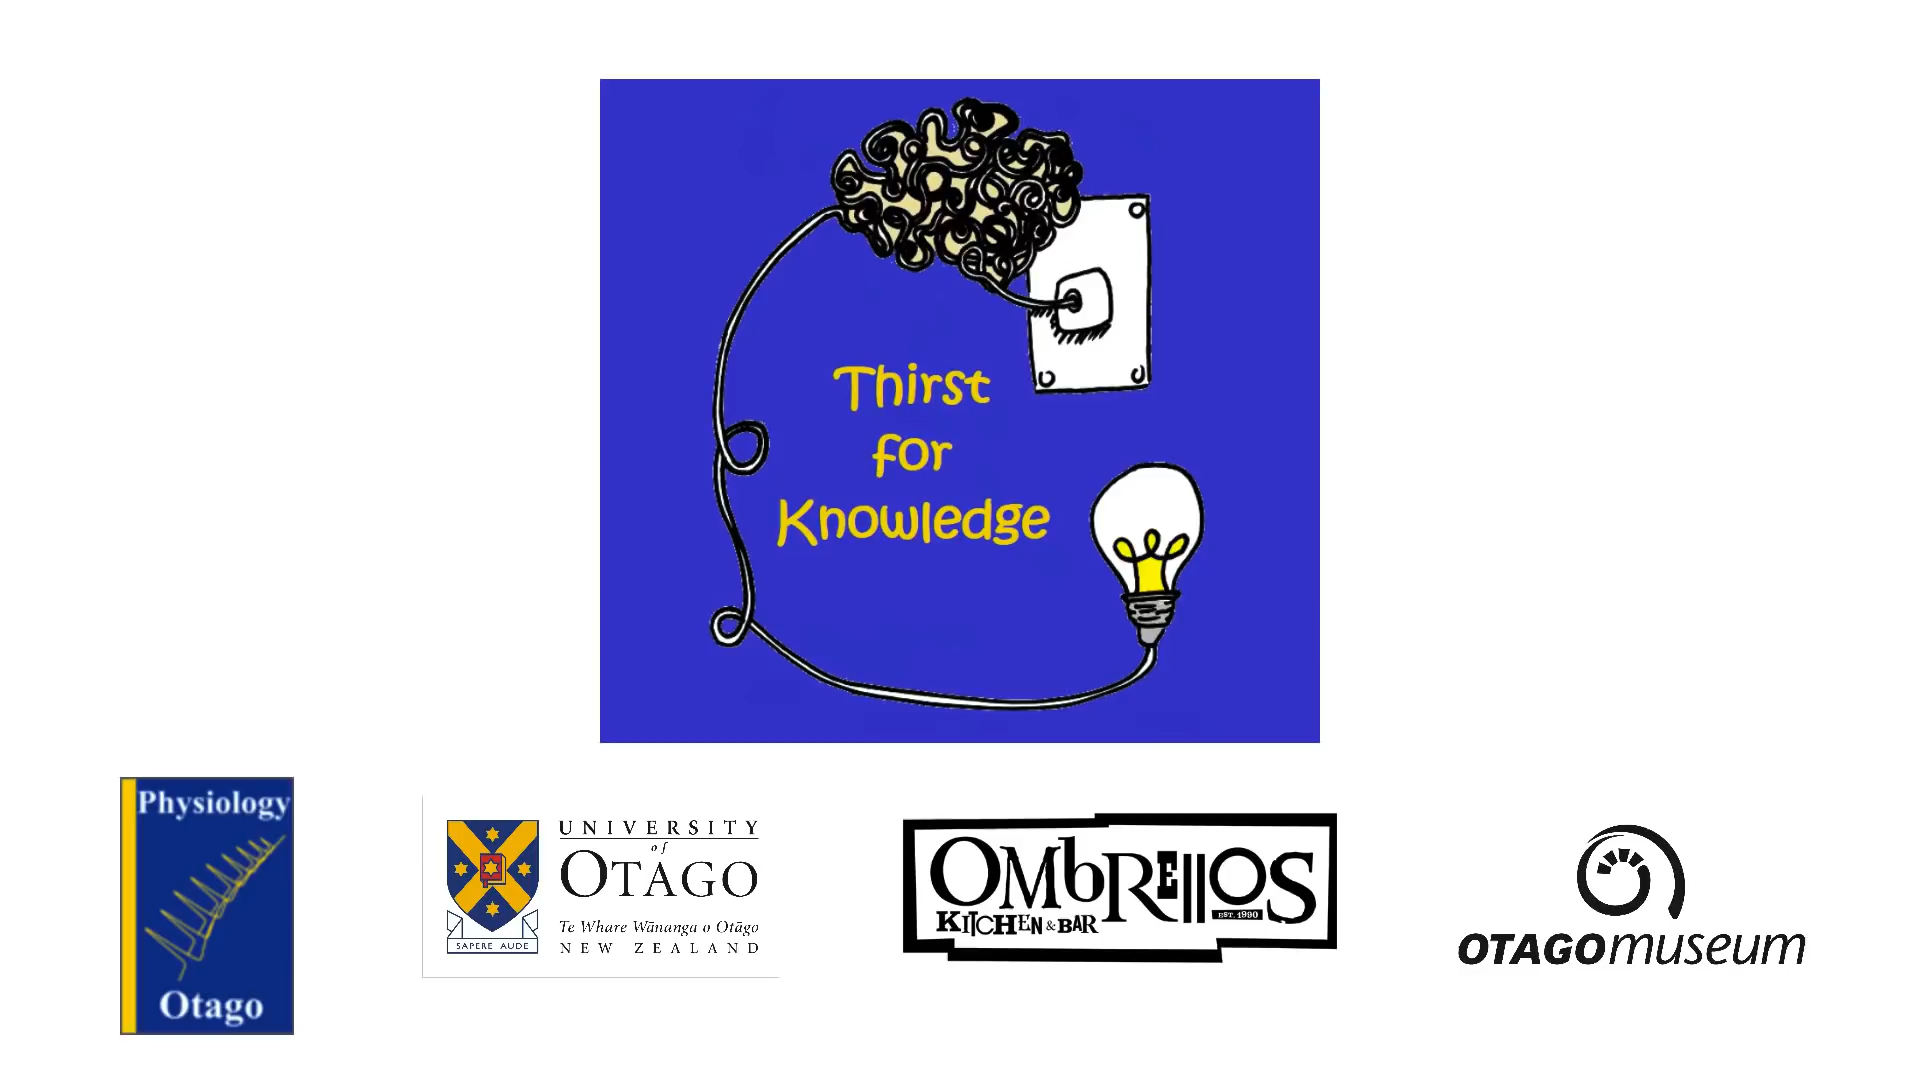 Thirst
for
Knowledge
Physiology
Otago
UNIVERSITY
of
OTAGO
Te Whare Wānanga o Otāgo
NEW ZEALAND
SAPERE AUDE
OMbREllOS
KITCHEN & BAR
EST. 1990
OTAGOmuseum